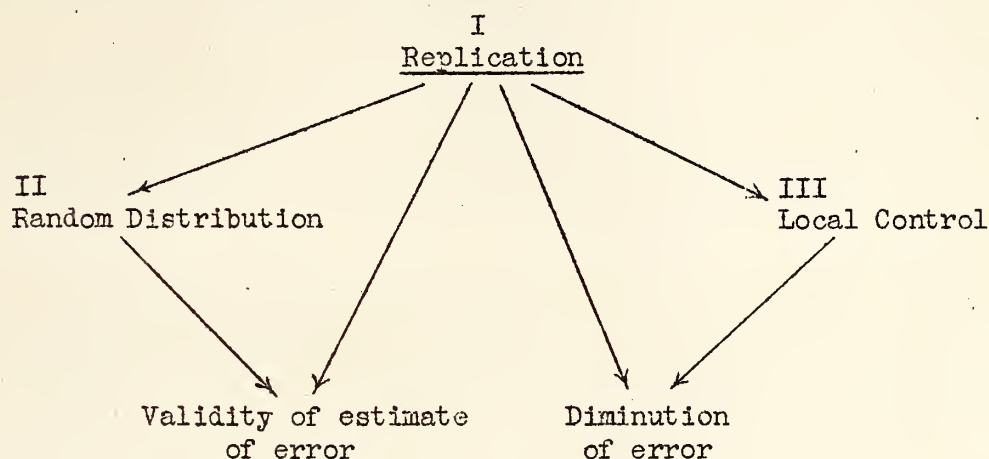 I
Replication
II
Random Distribution
III
Local Control
Validity of estimate
of error
Diminution
of error